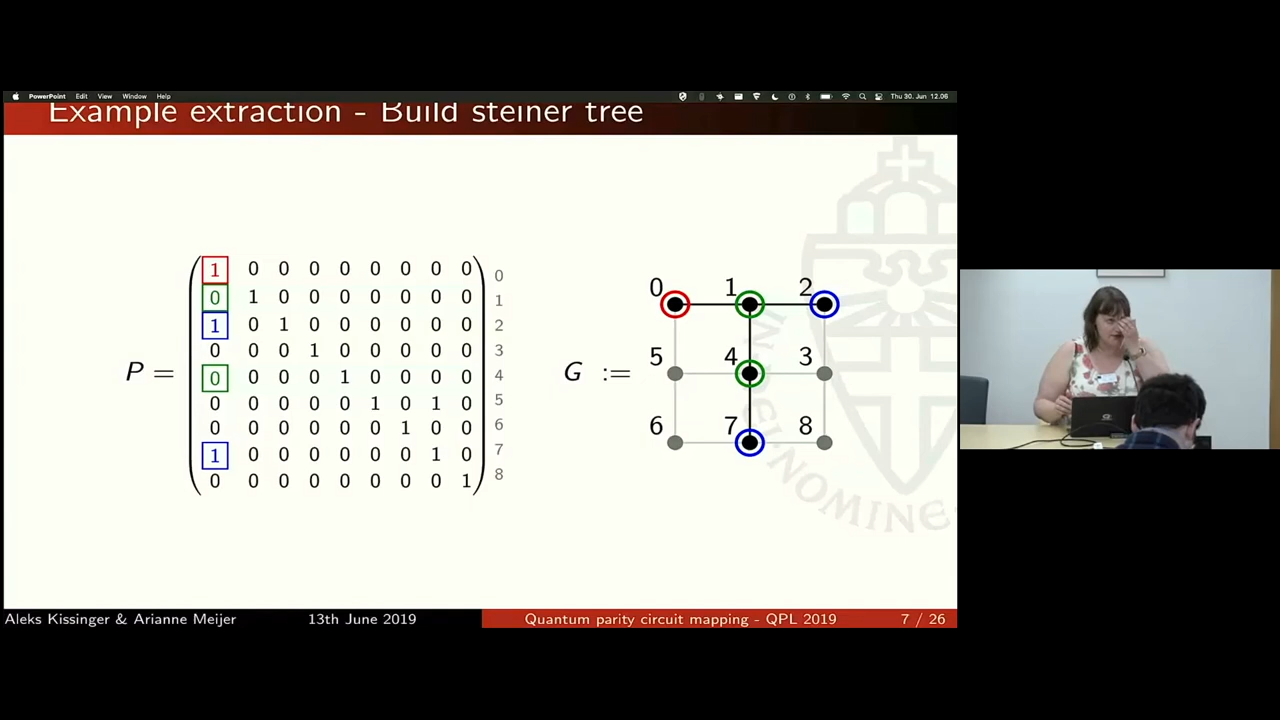 PowerPoint Edit View Window Help Thu 30. Jun 12.06
Example extraction - Build steiner tree
P =
1 0 0 0 0 0 0 0 0 0
0 1 0 0 0 0 0 0 0 1
1 0 1 0 0 0 0 0 0 2
0 0 0 1 0 0 0 0 0 3
0 0 0 0 1 0 0 0 0 4
0 0 0 0 0 1 0 1 0 5
0 0 0 0 0 0 1 0 0 6
1 0 0 0 0 0 0 1 0 7
0 0 0 0 0 0 0 0 1 8
G :=
0 1 2
5 4 3
6 7 8
NOMINE
Aleks Kissinger & Arianne Meijer 13th June 2019 Quantum parity circuit mapping - QPL 2019 7 / 26